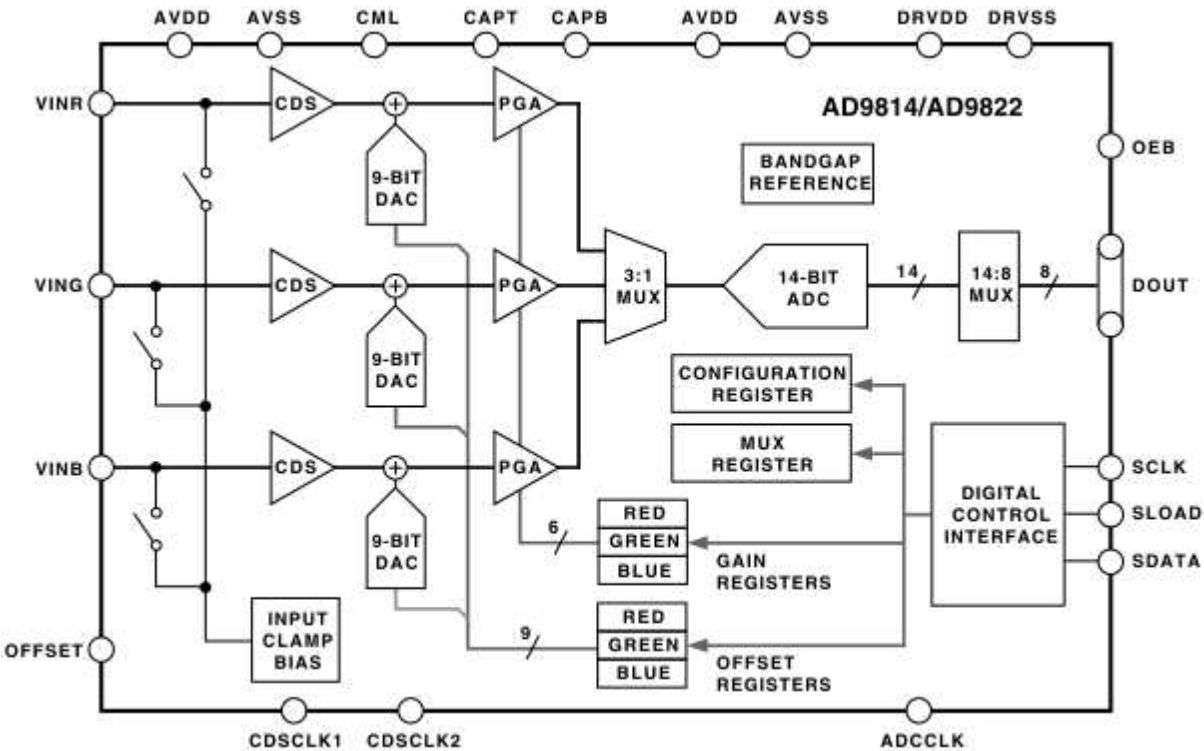 AVDD AVSS CML CAPT CAPB AVDD AVSS DRVDD DRVSS
VINR
CDS
+
PGA
AD9814/AD9822
OEB
9-BIT
DAC
BANDGAP
REFERENCE
VING
CDS
+
PGA
3:1
MUX
14-BIT
ADC
14
14:8
MUX
8
DOUT
9-BIT
DAC
CONFIGURATION
REGISTER
MUX
REGISTER
VINB
CDS
+
PGA
DIGITAL
CONTROL
INTERFACE
SCLK
SLOAD
SDATA
9-BIT
DAC
6
RED
GREEN
BLUE
GAIN
REGISTERS
INPUT
CLAMP
BIAS
9
RED
GREEN
BLUE
OFFSET
REGISTERS
OFFSET
CDSCLK1 CDSCLK2 ADCCLK